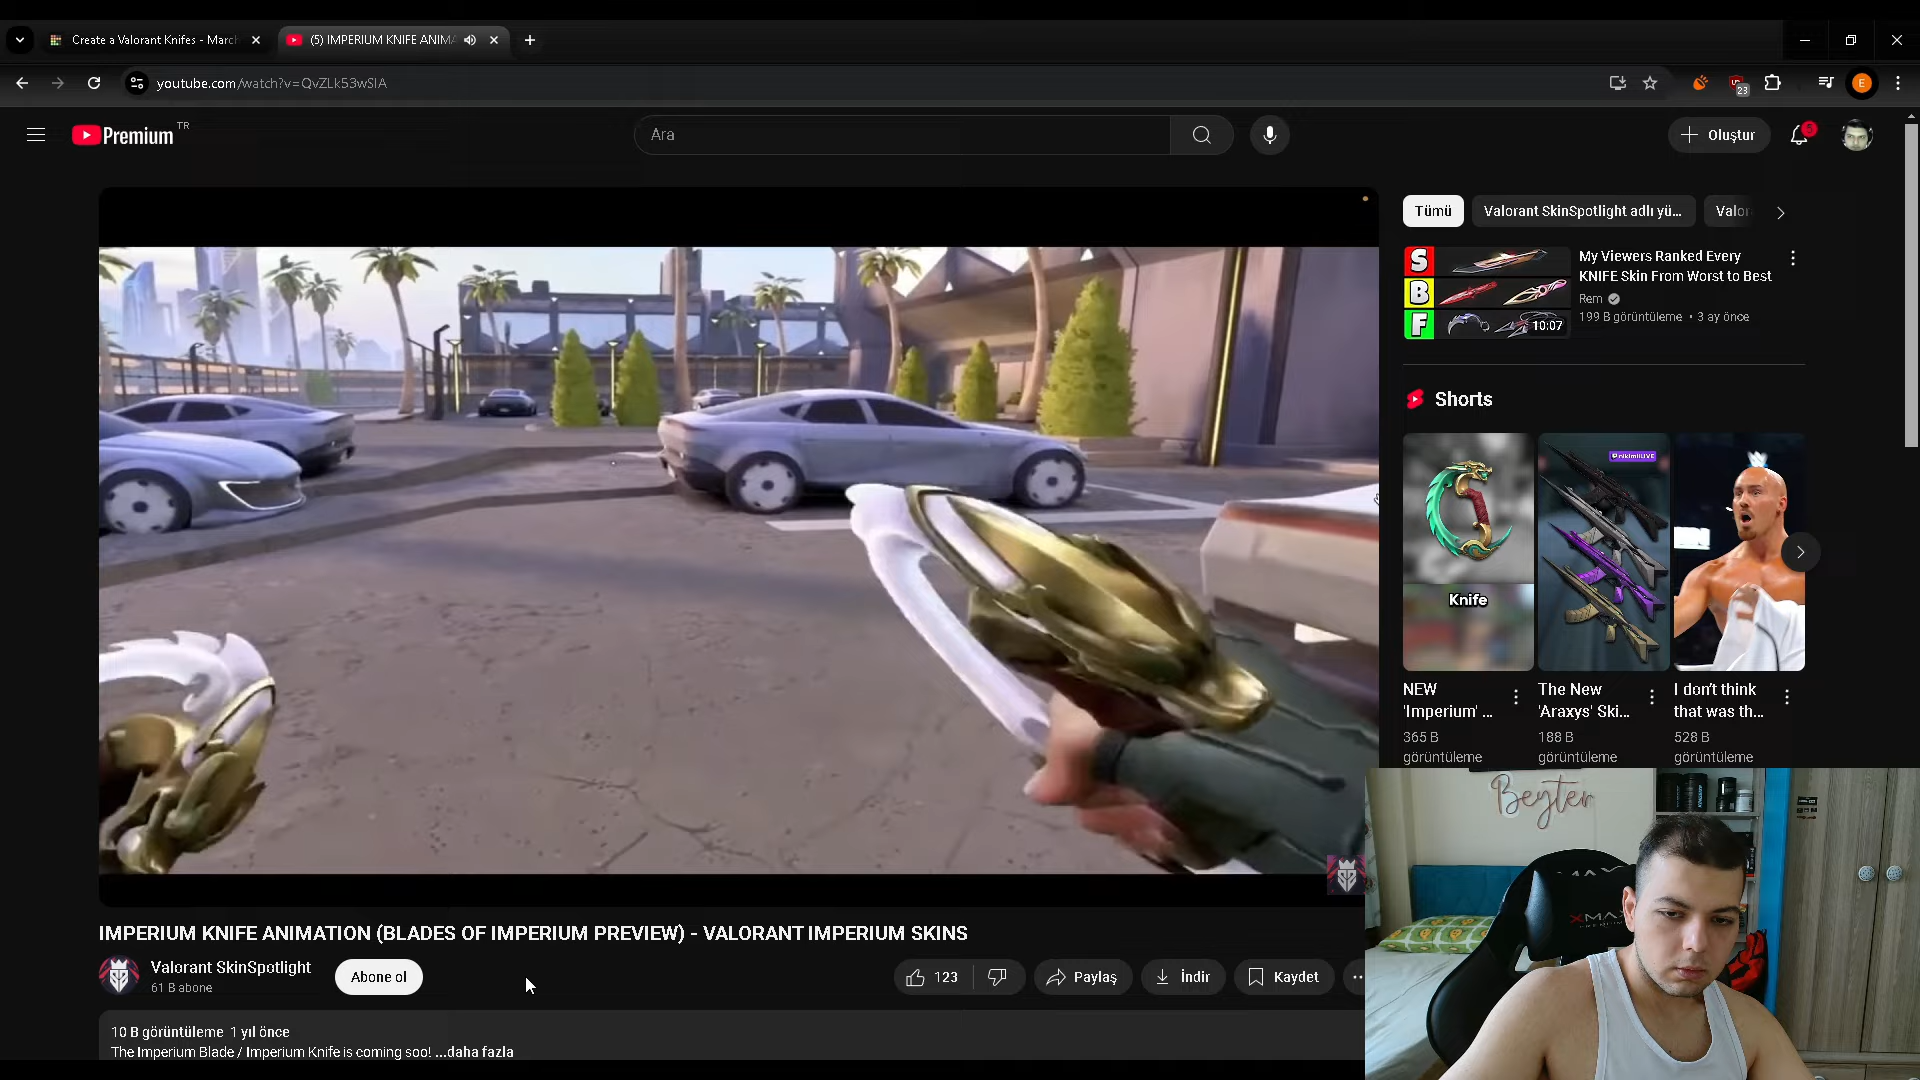 Create a Valorant Knifes - March
(5) IMPERIUM KNIFE ANIMA
youtube.com/watch?v=QvZLk53wSIA
23
E
Premium TR
Ara
Oluştur
5
Tümü
Valorant SkinSpotlight adlı yü...
Valor
S
B
F
10:07
My Viewers Ranked Every
KNIFE Skin From Worst to Best
Rem
199 B görüntüleme • 3 ay önce
Shorts
Knife
nikimiiLIVE
NEW
'Imperium' ...
365 B
görüntüleme
The New
'Araxys' Ski...
188 B
görüntüleme
I don't think
that was th...
528 B
görüntüleme
Beyter
XMA
IMPERIUM KNIFE ANIMATION (BLADES OF IMPERIUM PREVIEW) - VALORANT IMPERIUM SKINS
Valorant SkinSpotlight
61 B abone
Abone ol
123
Paylaş
İndir
Kaydet
10 B görüntüleme 1 yıl önce
The Imperium Blade / Imperium Knife is coming soo! ...daha fazla